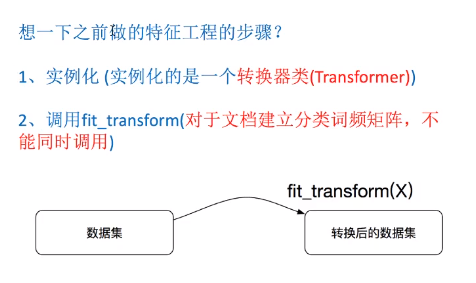 想一下之前做的特征工程的步骤？
1、实例化 (实例化的是一个转换器类(Transformer))
2、调用fit_transform(对于文档建立分类词频矩阵，不
能同时调用)
fit_transform(X)
数据集
转换后的数据集